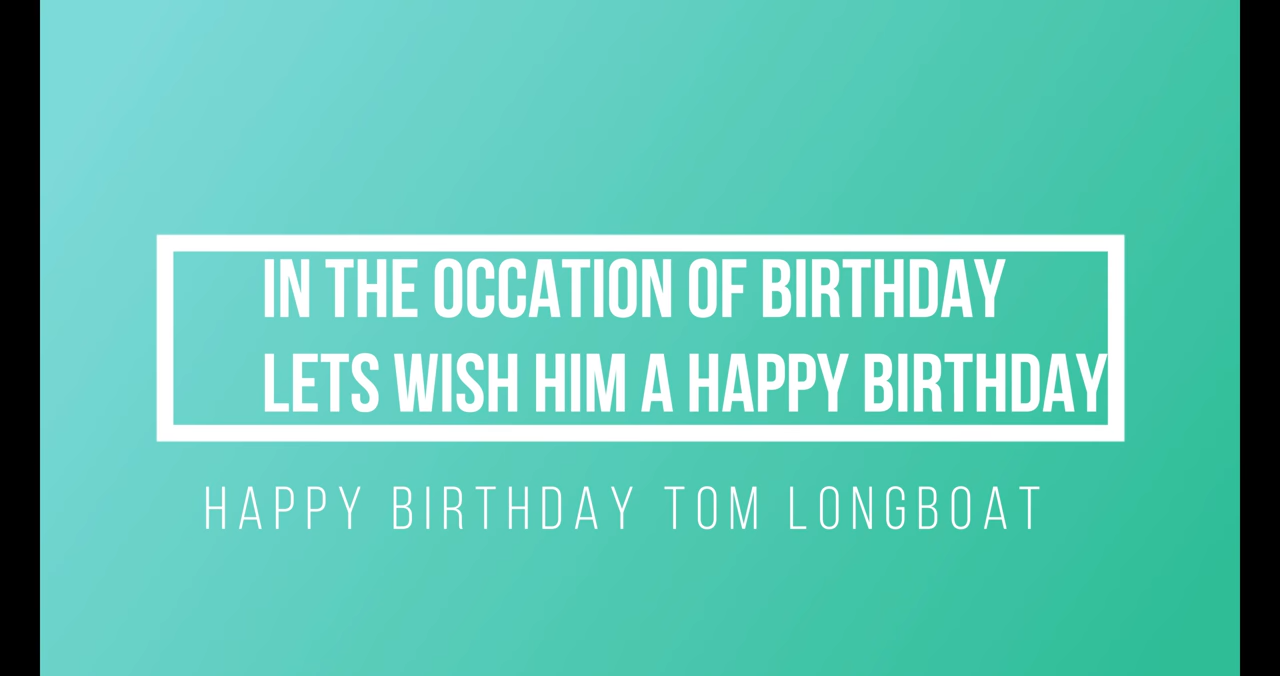 IN THE OCCATION OF BIRTHDAY
LETS WISH HIM A HAPPY BIRTHDAY
HAPPY BIRTHDAY TOM LONGBOAT